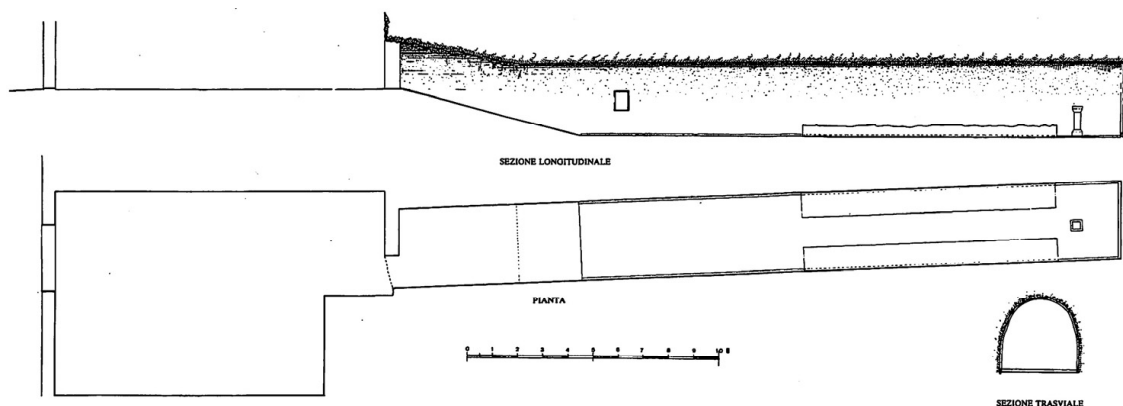 SEZIONE LONGITUDINALE
PIANTA
0 1 2 3 4 5 6 7 8 9 10
SEZIONE TRASVIALE